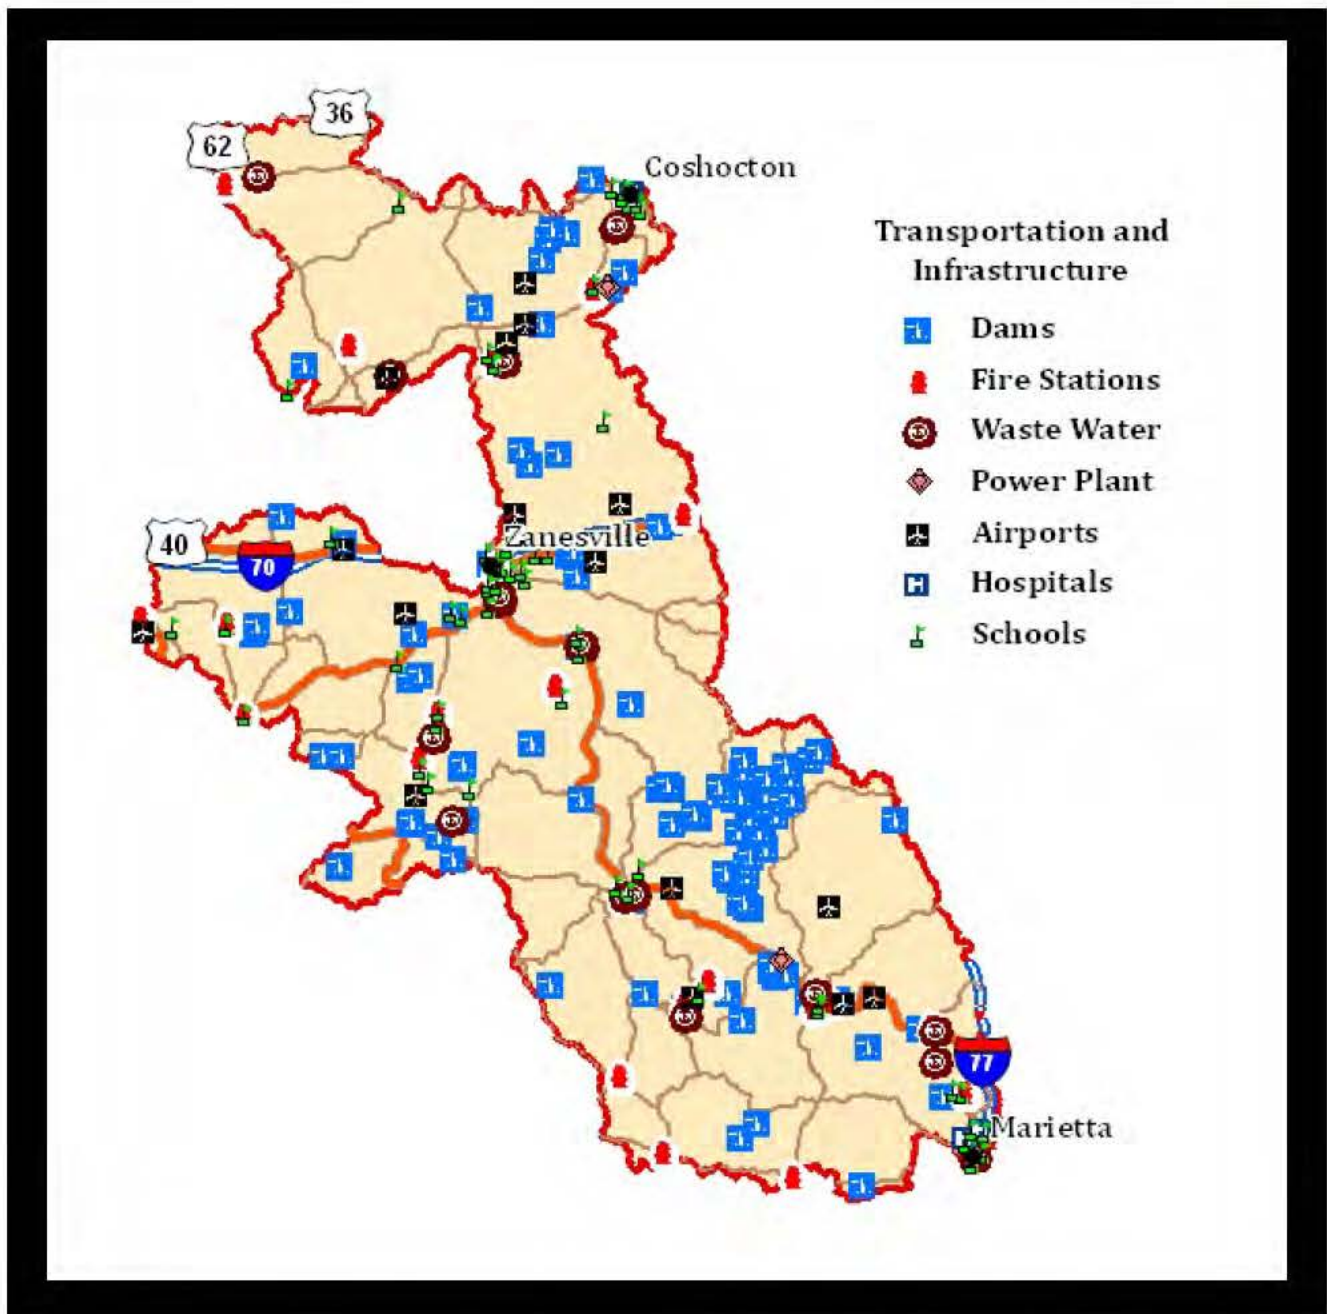 36
62
Coshocton
Transportation and
Infrastructure
Dams
Fire Stations
Waste Water
Power Plant
Airports
Hospitals
Schools
Zanesville
40
70
77
Marietta
H